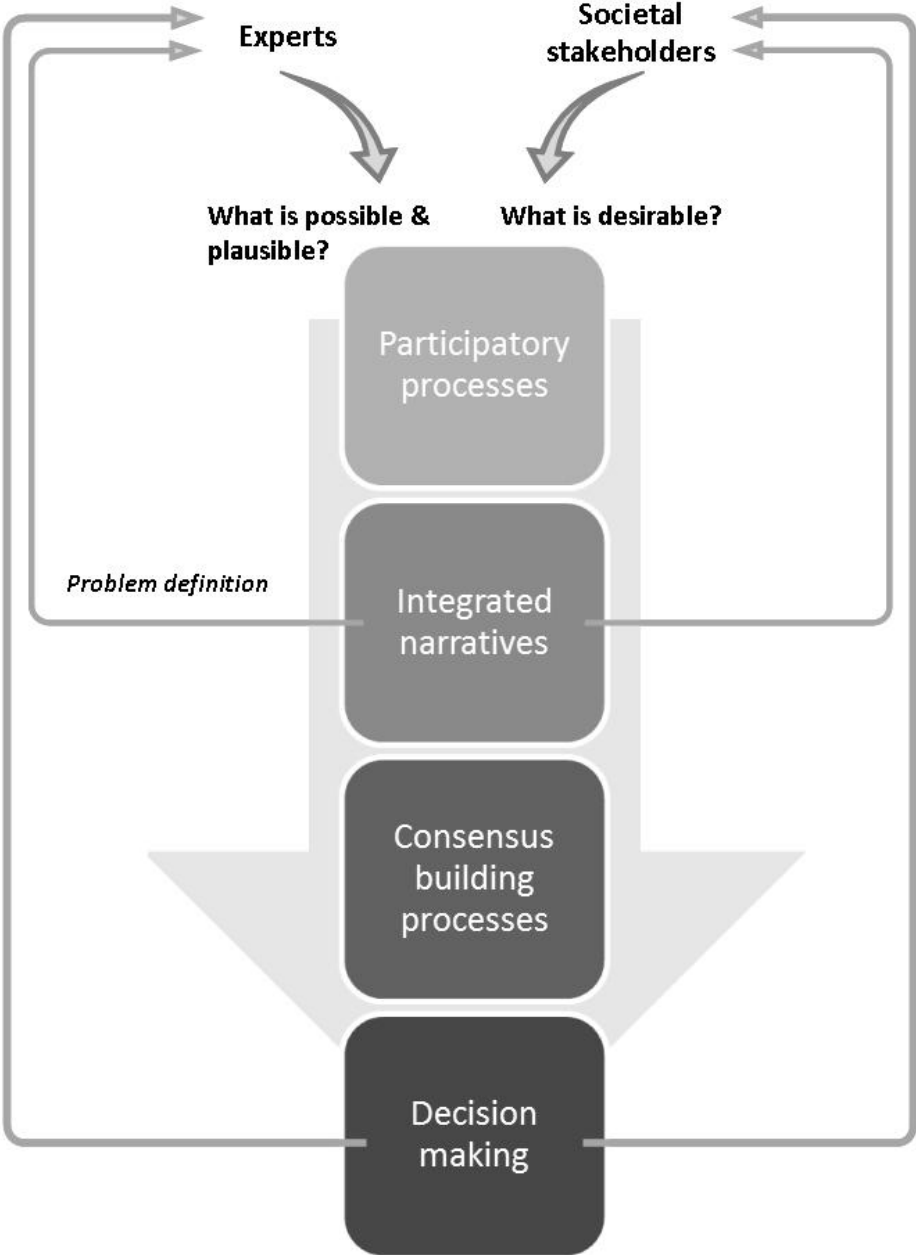 Experts
Societal
stakeholders
What is possible &
plausible?
What is desirable?
Participatory
processes
Problem definition
Integrated
narratives
Consensus
building
processes
Decision
making